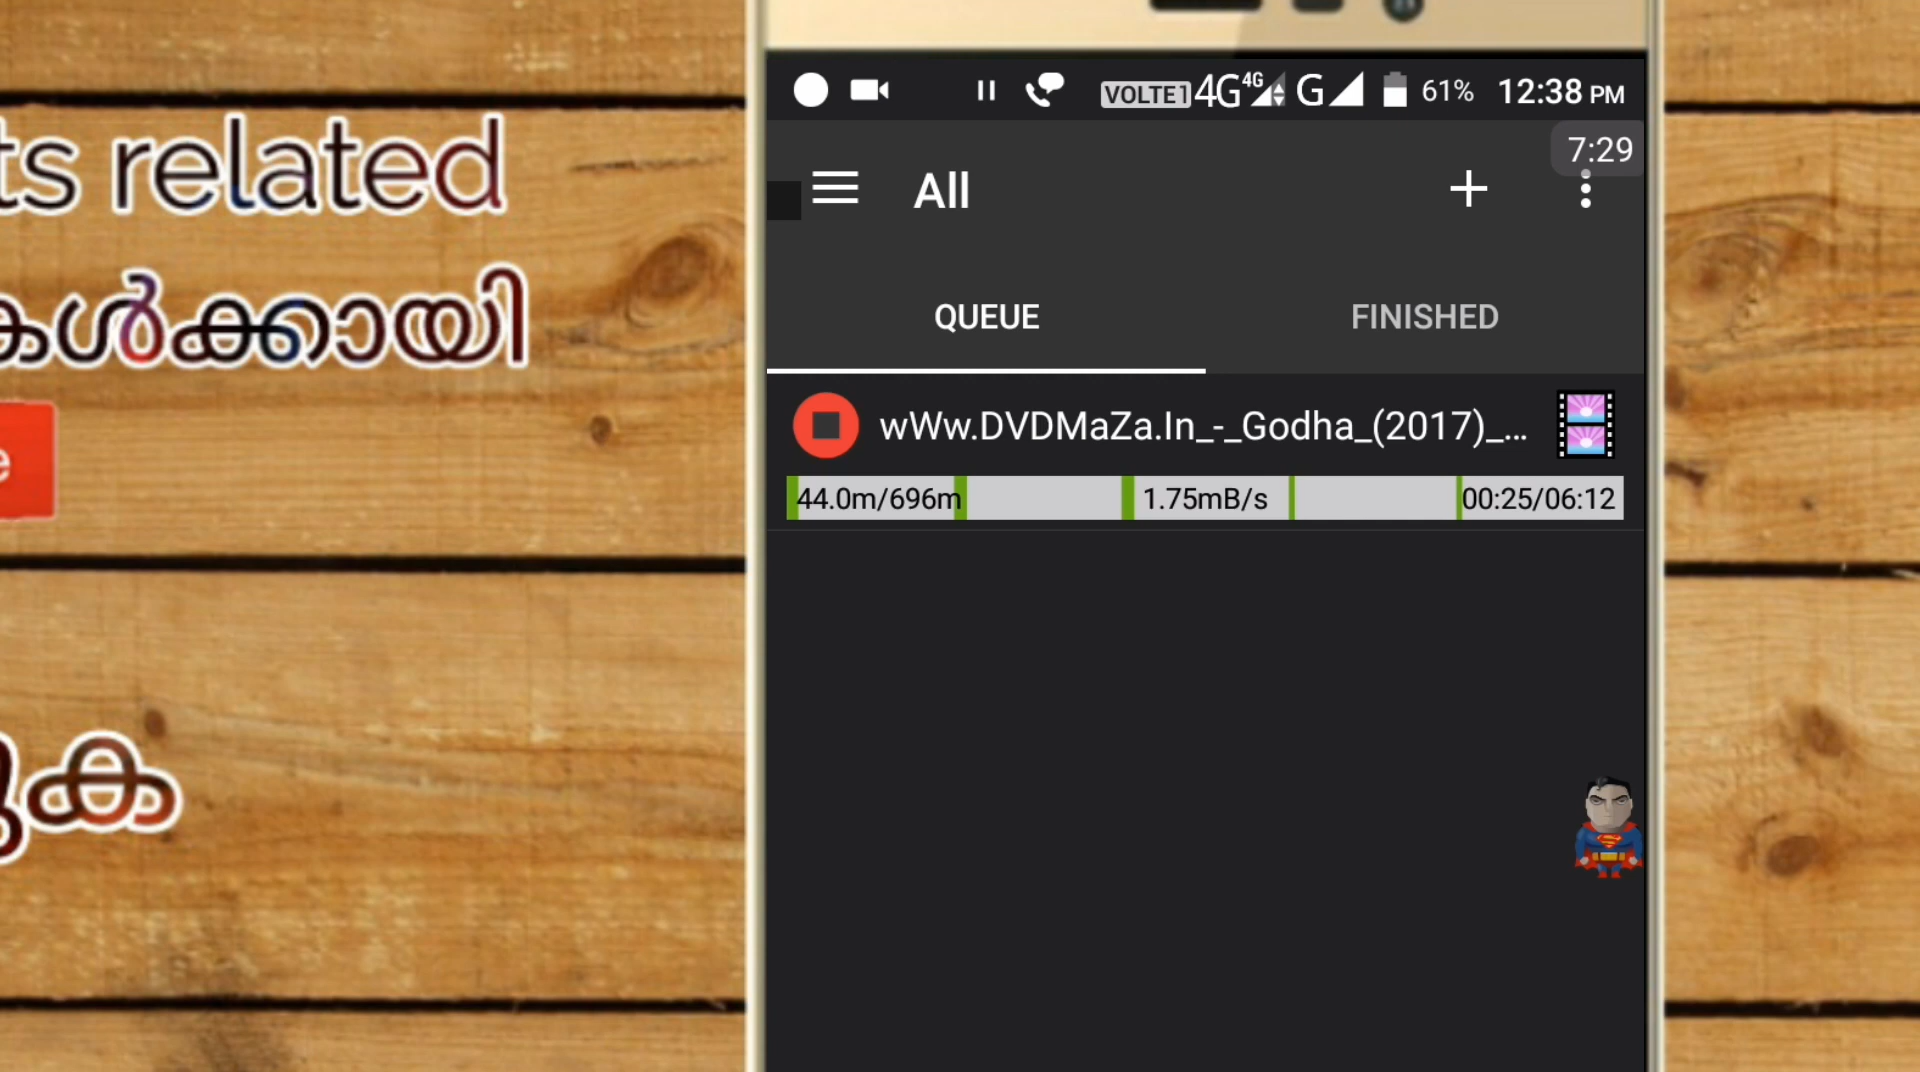 ts related
കൾക്കായി
e
ുക
VOLTE1 4G 4G G 61% 12:38 PM
7:29
All
QUEUE FINISHED
wWw.DVDMaZa.In_-_Godha_(2017)_...
44.0m/696m 1.75mB/s 00:25/06:12